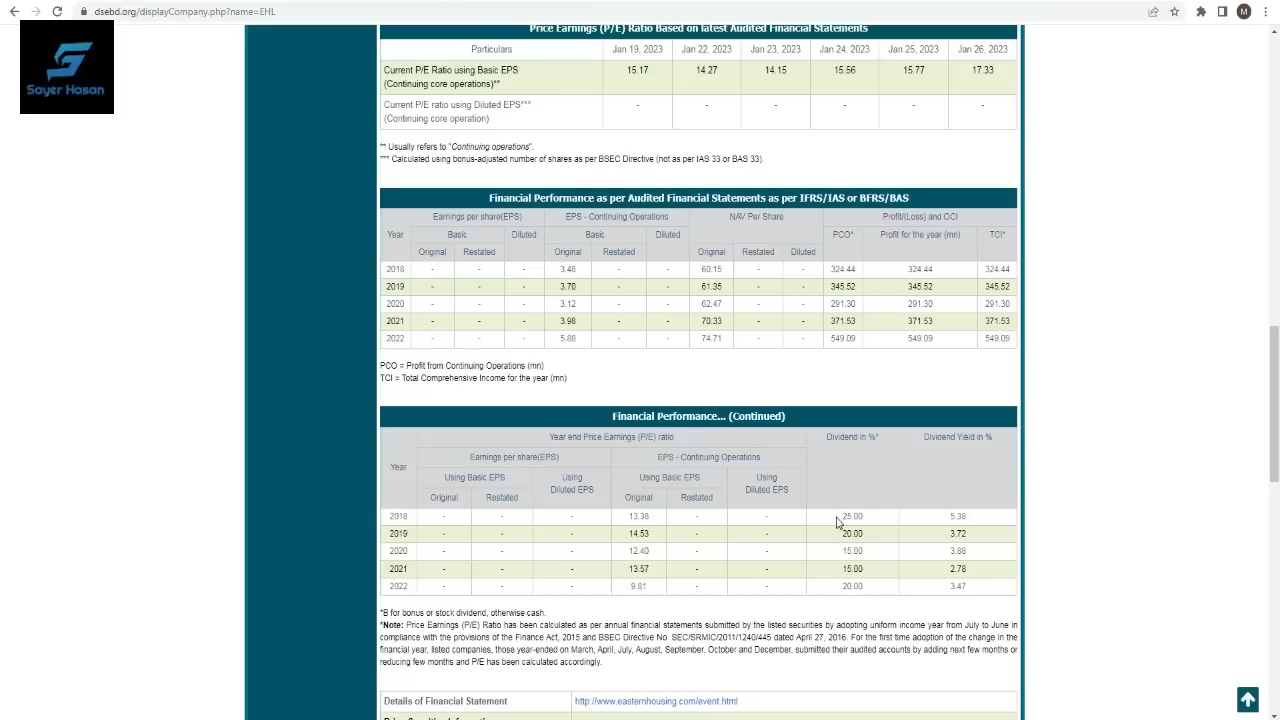 dsebd.org/displayCompany.php?name=EHL
M
Sayer Hasan
Price Earnings (P/E) Ratio Based on latest Audited Financial Statements
Particulars Jan 19, 2023 Jan 22, 2023 Jan 23, 2023 Jan 24, 2023 Jan 25, 2023 Jan 26, 2023
Current P/E Ratio using Basic EPS 15.17 14.27 14.15 15.56 15.77 17.33
(Continuing core operations)**
Current P/E ratio using Diluted EPS*** - - - - - -
(Continuing core operation)
** Usually refers to "Continuing operations".
*** Calculated using bonus-adjusted number of shares as per BSEC Directive (not as per IAS 33 or BAS 33).
Financial Performance as per Audited Financial Statements as per IFRS/IAS or BFRS/BAS
Earnings per share(EPS) EPS - Continuing Operations NAV Per Share Profit/(Loss) and OCI
Year Basic Diluted Basic Diluted PCO* Profit for the year (mn) TCI*
Original Restated Original Restated Original Restated Diluted
2018 - - - 3.48 - - 60.15 - - 324.44 324.44 324.44
2019 - - - 3.70 - - 61.35 - - 345.52 345.52 345.52
2020 - - - 3.12 - - 62.47 - - 291.30 291.30 291.30
2021 - - - 3.98 - - 70.33 - - 371.53 371.53 371.53
2022 - - - 5.88 - - 74.71 - - 549.09 549.09 549.09
PCO = Profit from Continuing Operations (mn)
TCI = Total Comprehensive Income for the year (mn)
Financial Performance... (Continued)
Year end Price Earnings (P/E) ratio Dividend in %* Dividend Yield in %
Earnings per share(EPS) EPS - Continuing Operations
Year Using Basic EPS Using Diluted EPS Using Basic EPS Using Diluted EPS
Original Restated Original Restated
2018 - - - 13.38 - - 25.00 5.38
2019 - - - 14.53 - - 20.00 3.72
2020 - - - 12.40 - - 15.00 3.88
2021 - - - 13.57 - - 15.00 2.78
2022 - - - 9.81 - - 20.00 3.47
*B for bonus or stock dividend, otherwise cash.
*Note: Price Earnings (P/E) Ratio has been calculated as per annual financial statements submitted by the listed securities by adopting uniform income year from July to June in
compliance with the provisions of the Finance Act, 2015 and BSEC Directive No. SEC/SRMIC/2011/1240/445 dated April 27, 2016. For the first time adoption of the change in the
financial year, listed companies, those year-ended on March, April, July, August, September, October and December, submitted their audited accounts by adding next few months or
reducing few months and P/E has been calculated accordingly.
Details of Financial Statement http://www.easternhousing.com/event.html